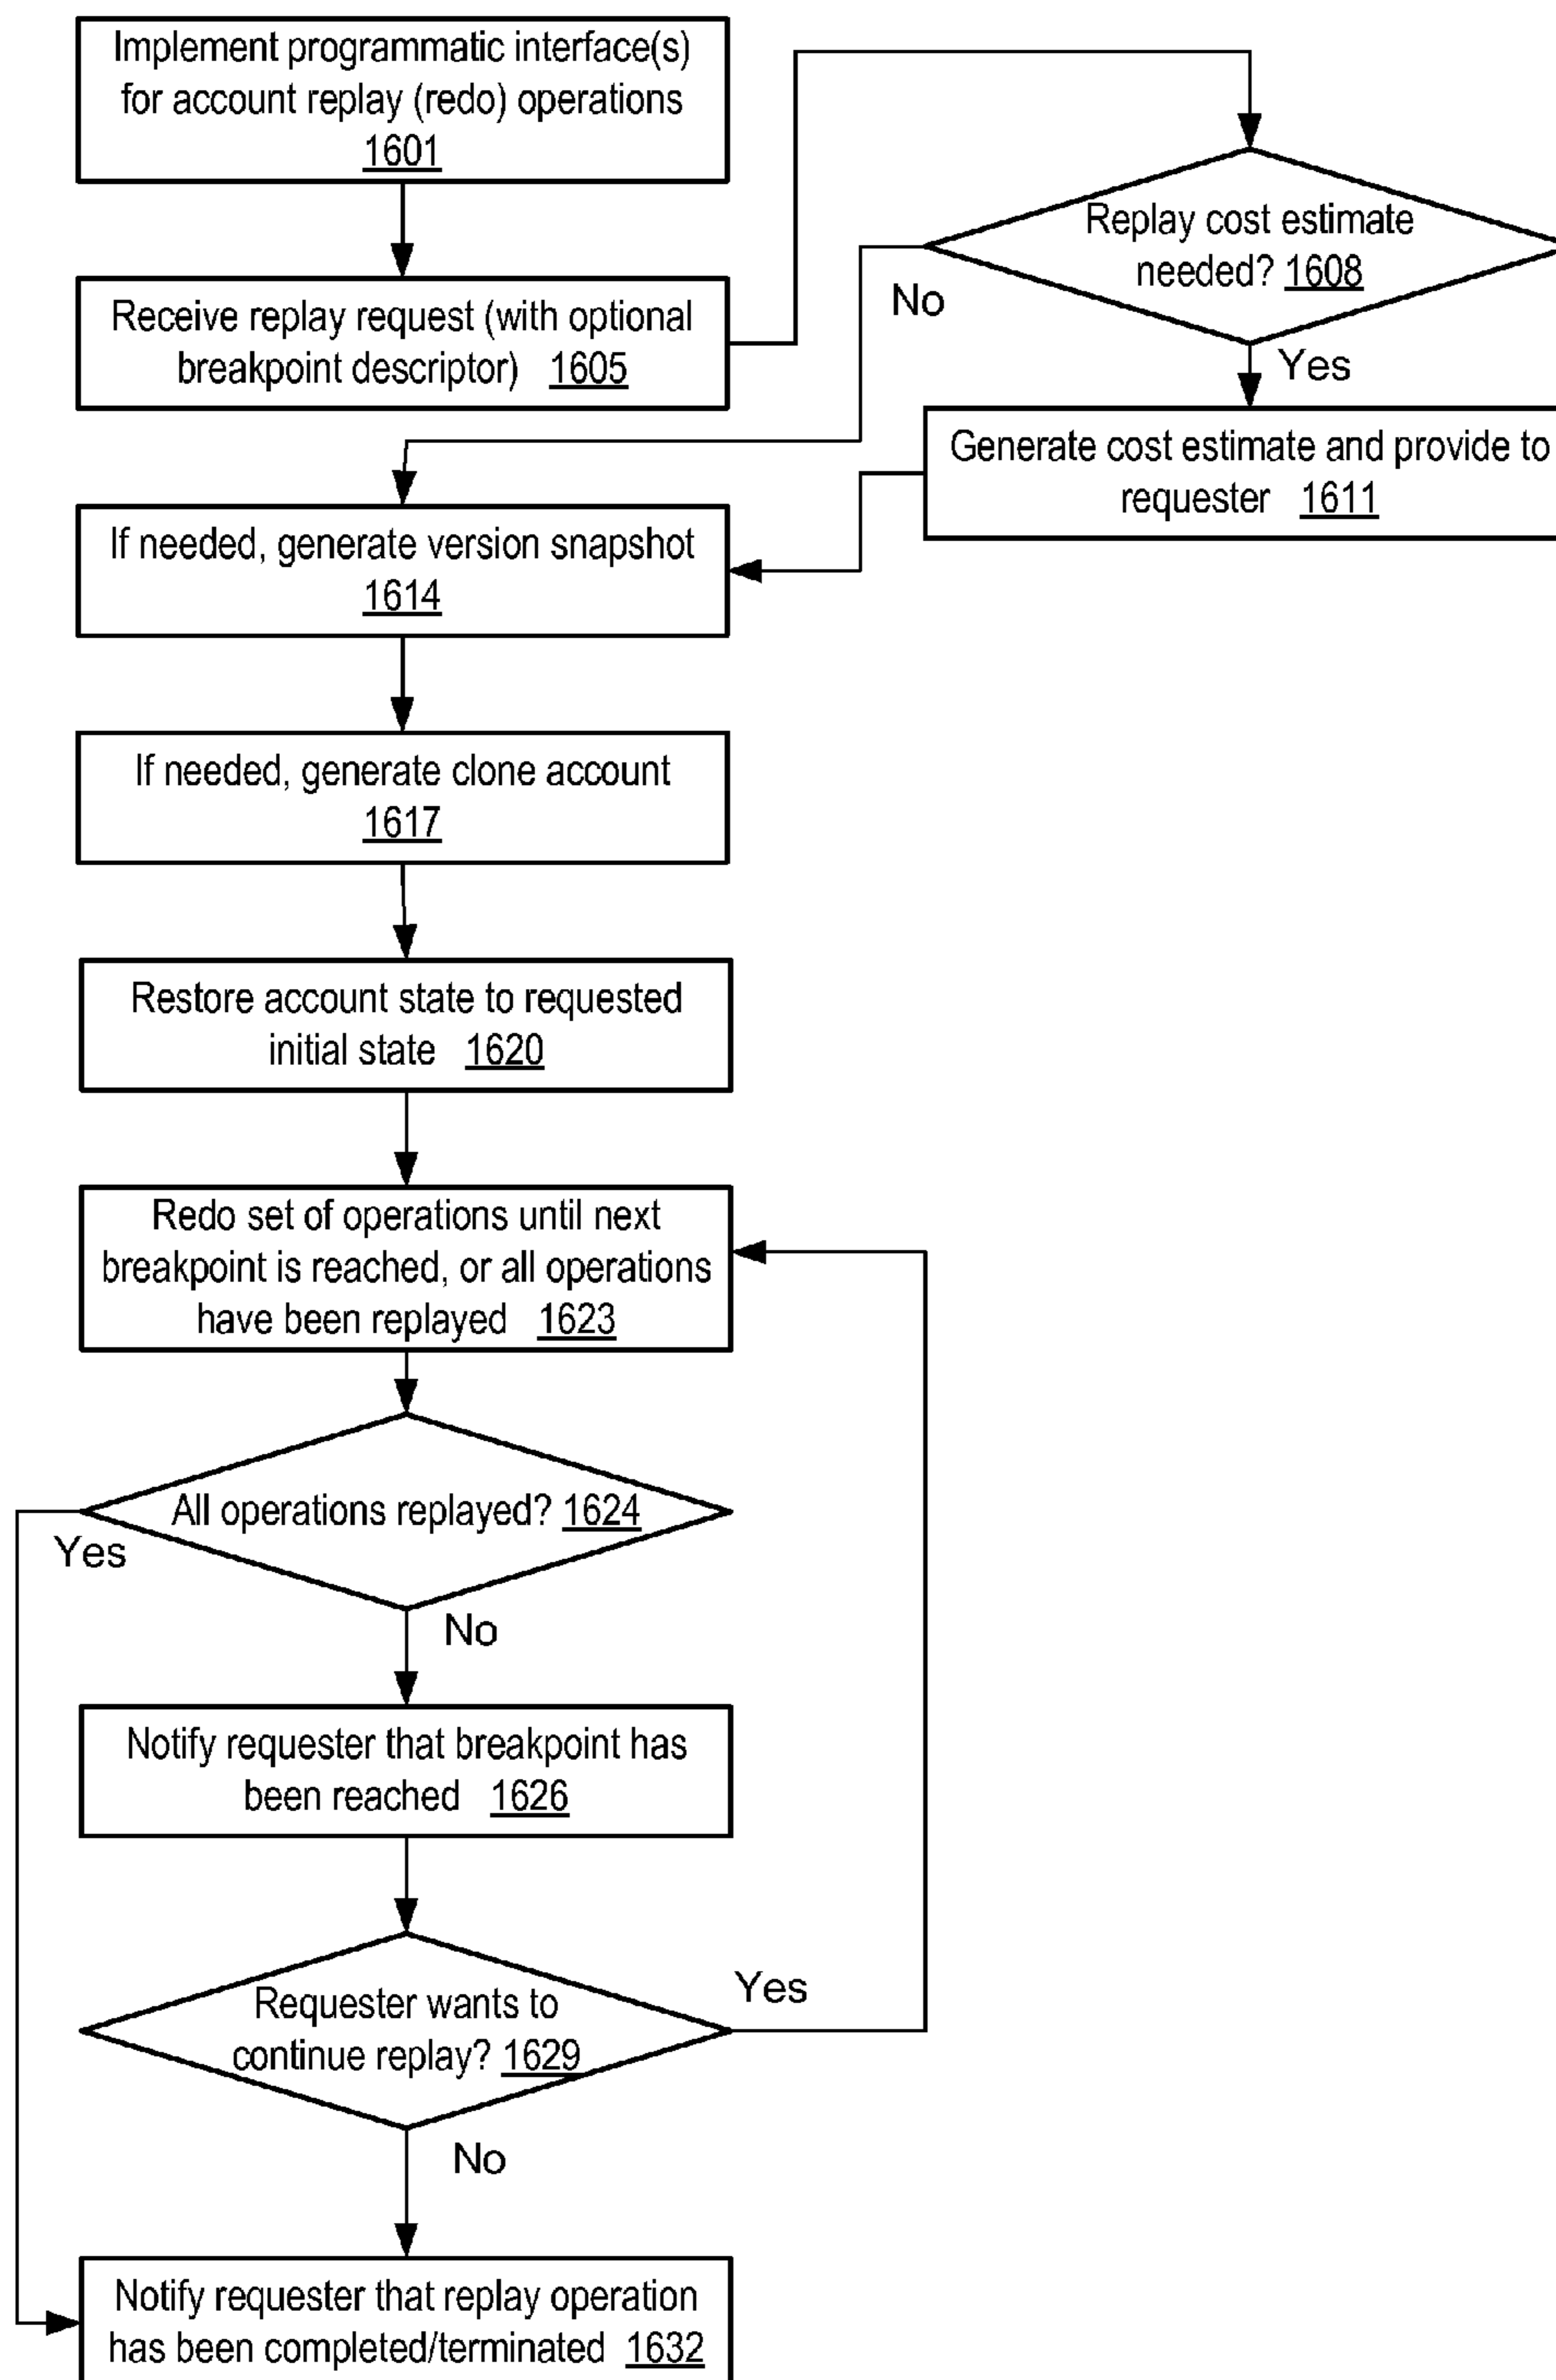 Implement programmatic interface(s)
for account replay (redo) operations
1601
Receive replay request (with optional
breakpoint descriptor) 1605
Replay cost estimate
needed? 1608
No
Yes
Generate cost estimate and provide to
requester 1611
If needed, generate version snapshot
1614
If needed, generate clone account
1617
Restore account state to requested
initial state 1620
Redo set of operations until next
breakpoint is reached, or all operations
have been replayed 1623
All operations replayed? 1624
Yes
No
Notify requester that breakpoint has
been reached 1626
Requester wants to
continue replay? 1629
Yes
No
Notify requester that replay operation
has been completed/terminated 1632